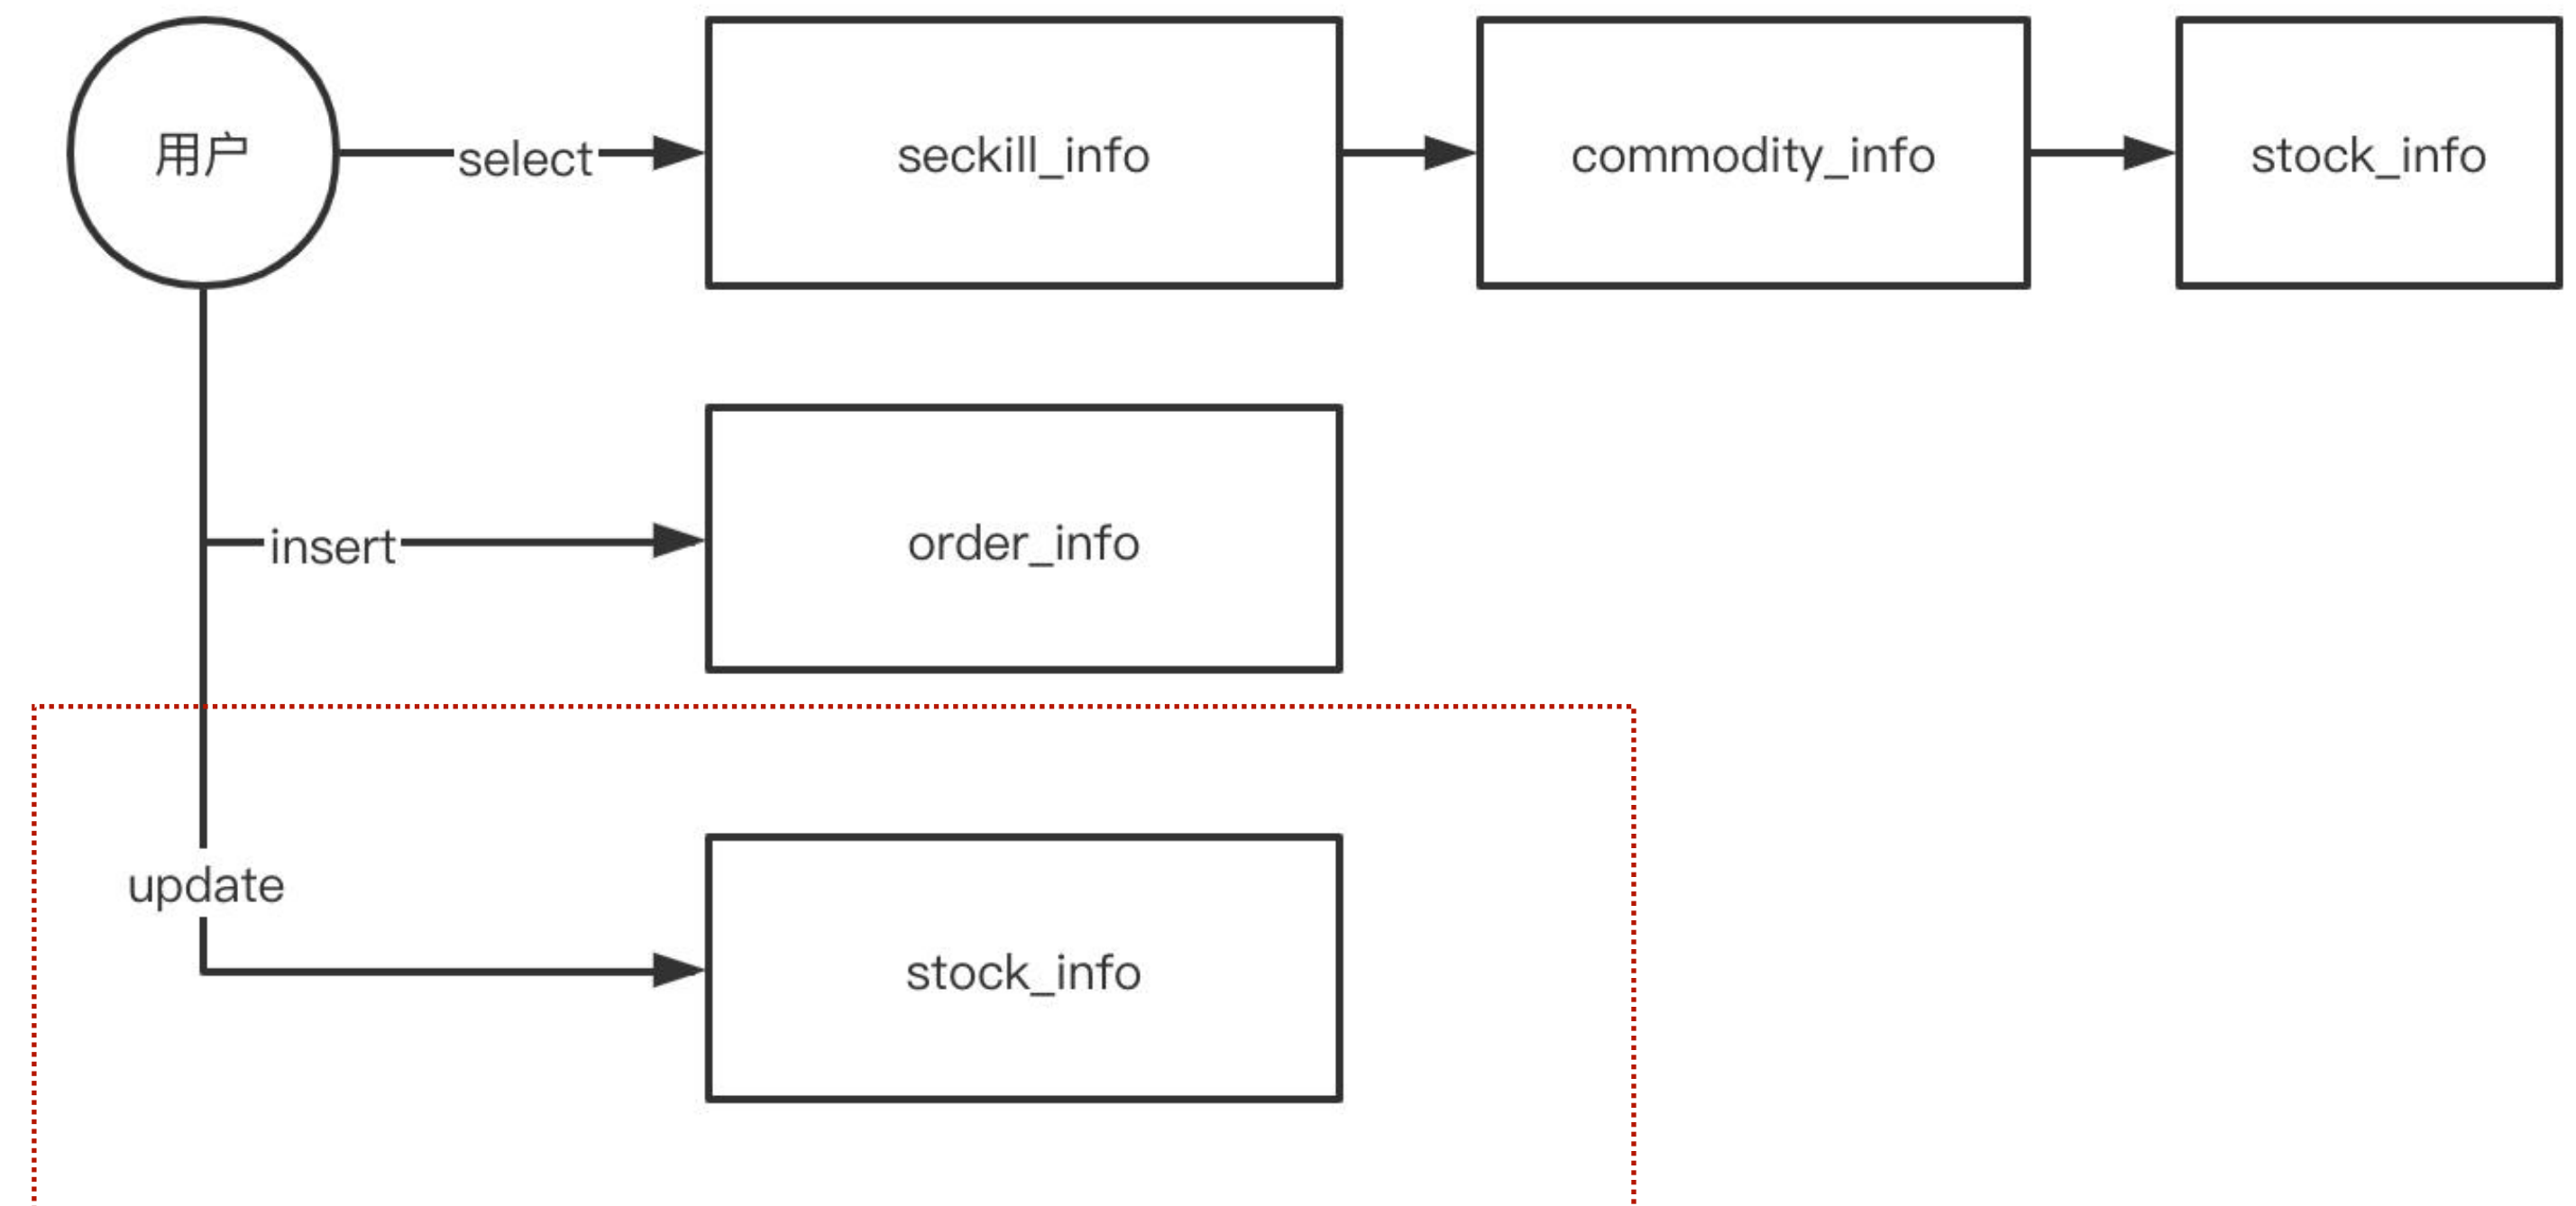 用户
select
seckill_info
commodity_info
stock_info
insert
order_info
update
stock_info